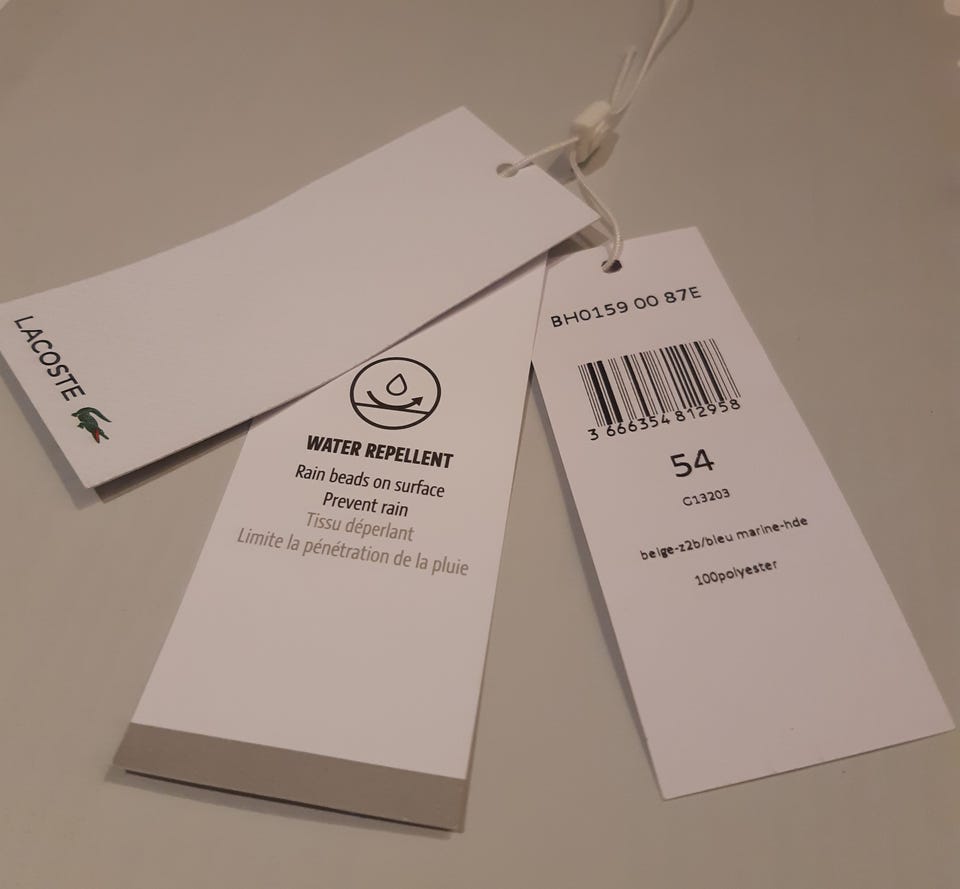 LACOSTE
WATER REPELLENT
Rain beads on surface
Prevent rain
Tissu déperlant
Limite la pénétration de la pluie
BH0159 00 87E
3 666354 812958
54
G13203
beige-z2b/bleu marine-hde
100polyester